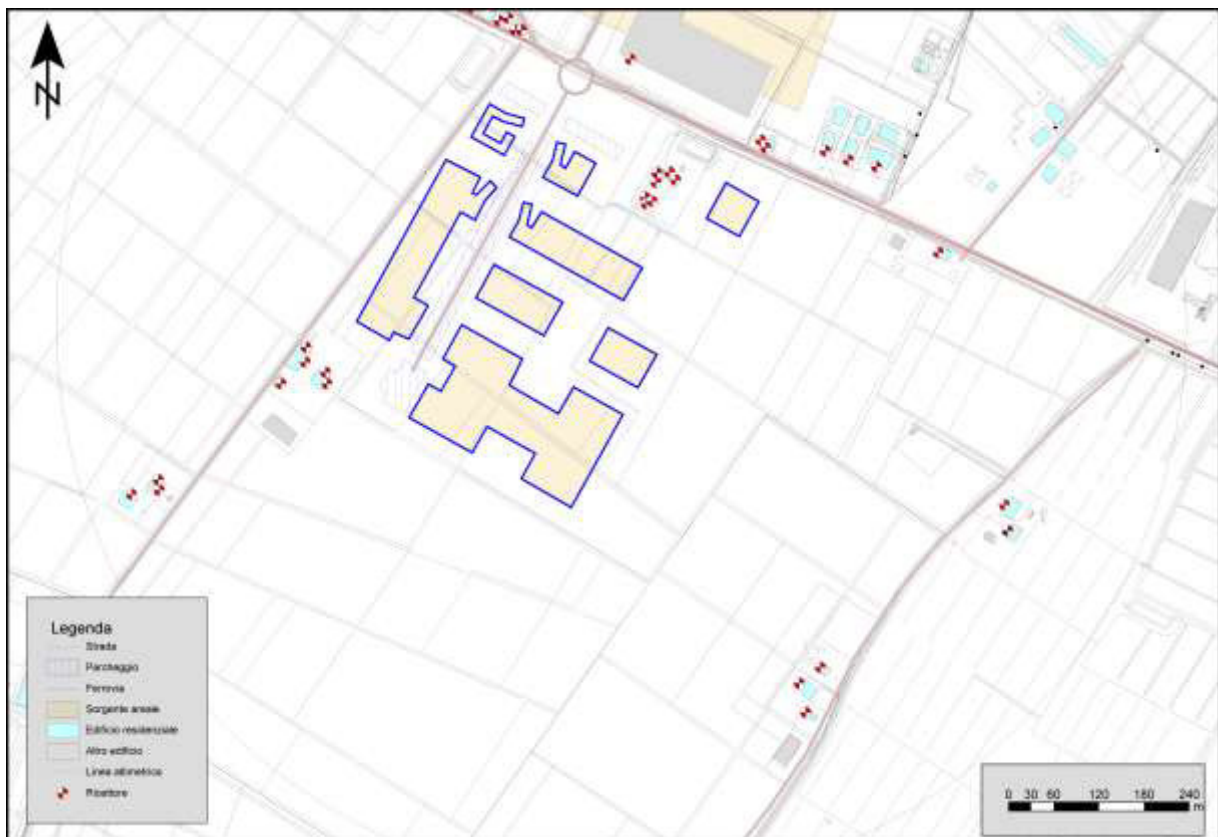 N
Legenda
Strada
Parcheggio
Ferrovia
Sorgente areale
Edificio residenziale
Altro edificio
Linea altimetrica
Ricettore
0 30 60 120 180 240
m